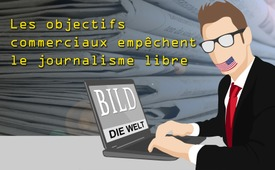 Les objectifs
commerciaux empêchent
le journalisme libre
BILD
DIE WELT